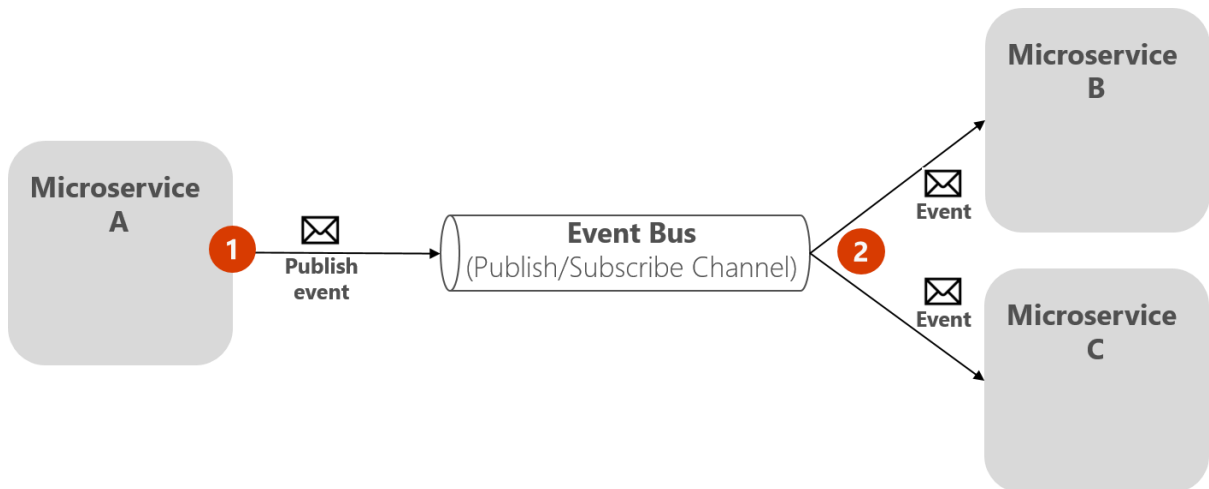 Microservice
A
1
Publish
event
Event Bus
(Publish/Subscribe Channel)
2
Event
Event
Microservice
B
Microservice
C